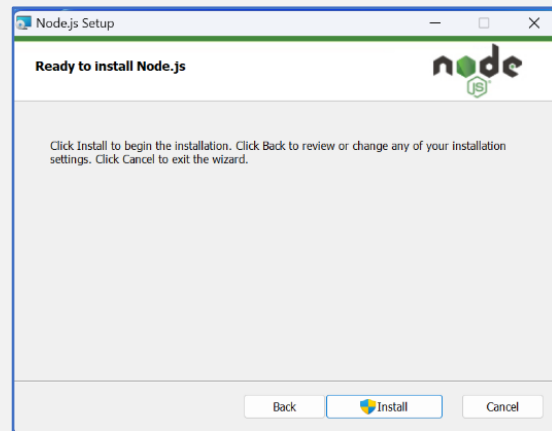 Node.js Setup
Ready to install Node.js
node
JS
Click Install to begin the installation. Click Back to review or change any of your installation
settings. Click Cancel to exit the wizard.
Back
Install
Cancel